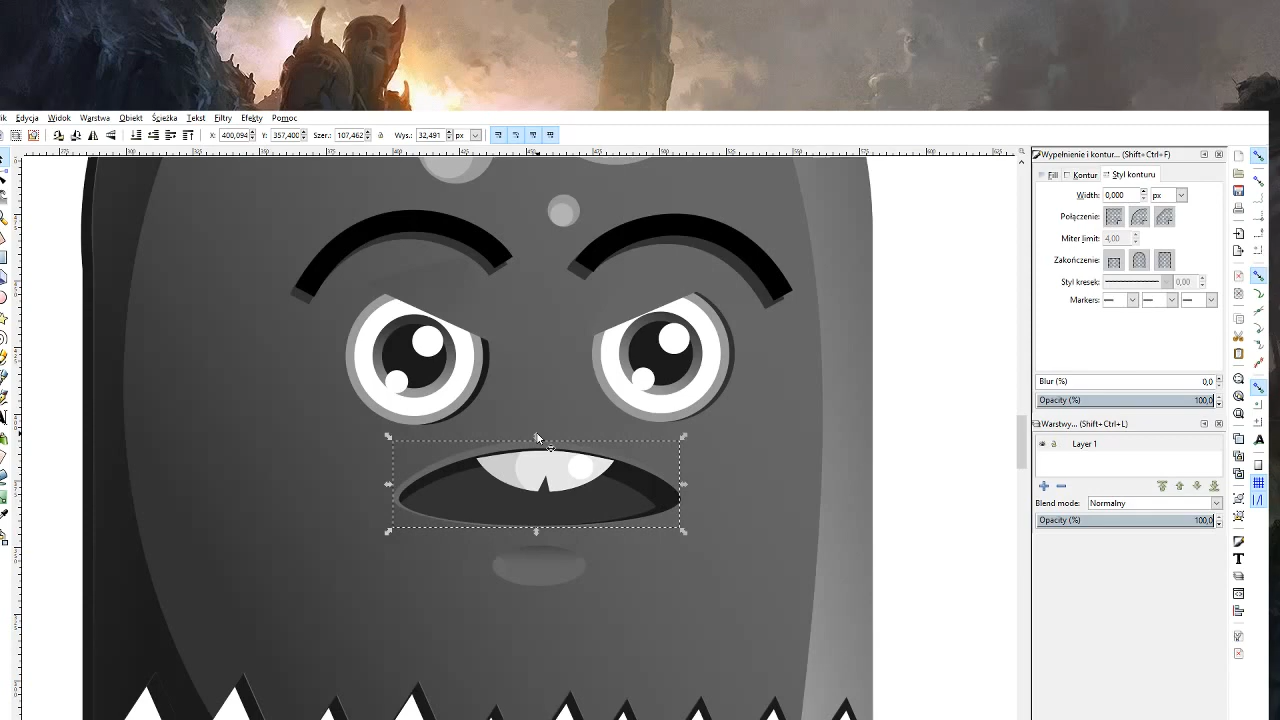 ik Edycja Widok Warstwa Obiekt Ścieżka Tekst Filtry Efekty Pomoc
X: 400,094 Y: 357,400 Szer.: 107,462 Wys.: 32,491 px
Wypełnienie i kontur... (Shift+Ctrl+F)
Fill Kontur Styl konturu
Width: 0,000 px
Połączenie:
Miter limit: 4,00
Zakończenie:
Styl kresek: 0,00
Markers:
Blur (%) 0,0
Opacity (%) 100,0
Warstwy... (Shift+Ctrl+L)
Layer 1
Blend mode: Normalny
Opacity (%) 100,0